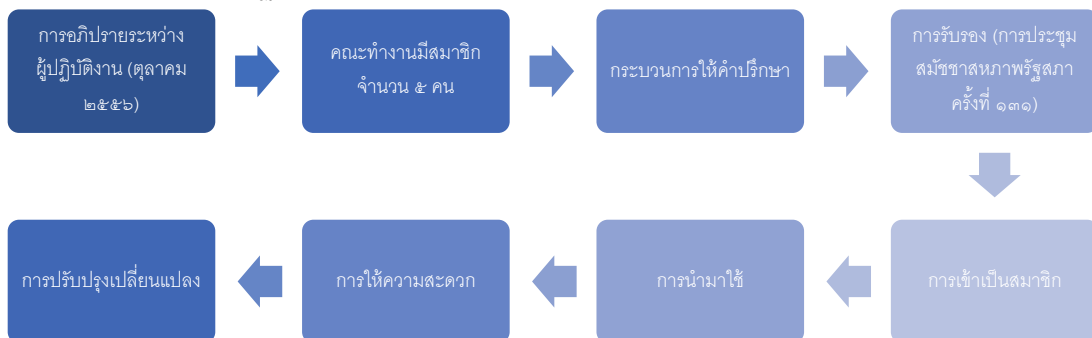 การอภิปรายระหว่าง
ผู้ปฏิบัติงาน (ตุลาคม
๒๕๕๖)
คณะทำงานมีสมาชิก
จำนวน ๕ คน
กระบวนการให้คำปรึกษา
การรับรอง (การประชุม
สมัชชาสหภาพรัฐสภา
ครั้งที่ ๑๓๑)
การเข้าเป็นสมาชิก
การนำมาใช้
การให้ความสะดวก
การปรับปรุงเปลี่ยนแปลง